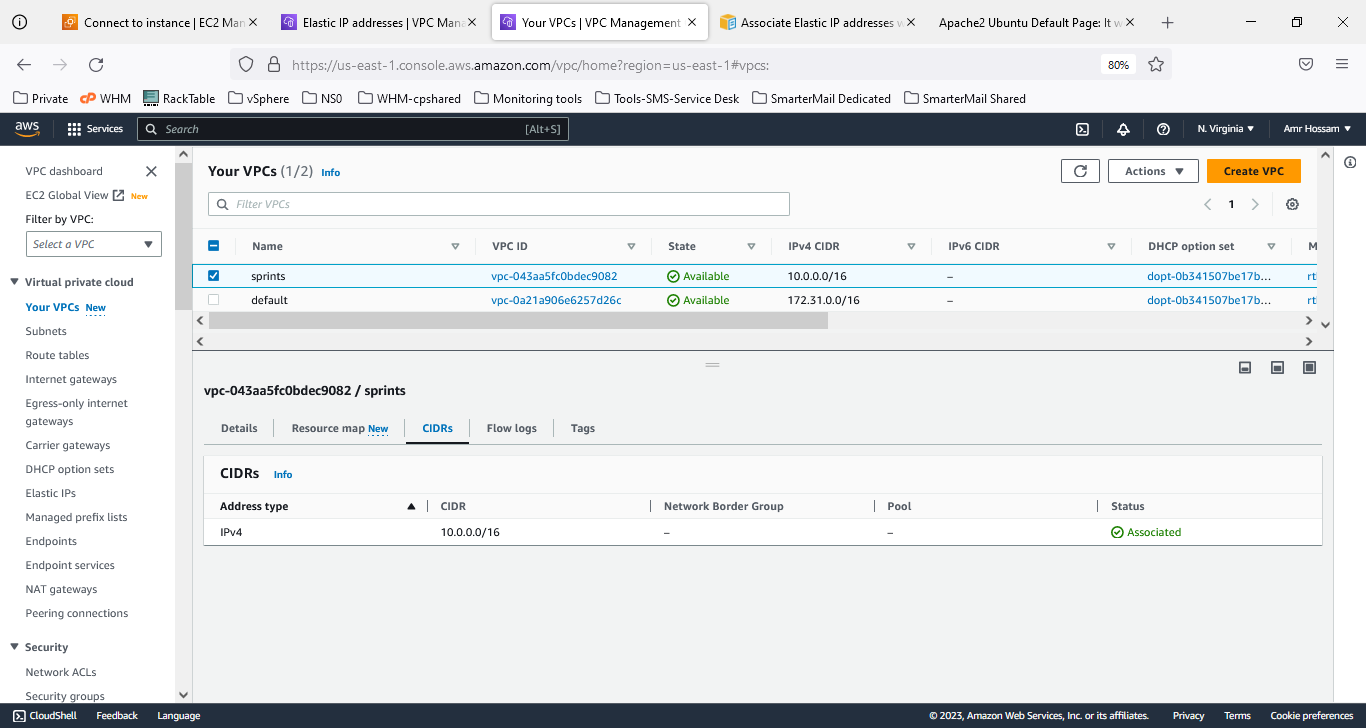 Connect to instance | EC2 Man
Elastic IP addresses | VPC Mana
Your VPCs | VPC Management
Associate Elastic IP addresses w
Apache2 Ubuntu Default Page: It w
https://us-east-1.console.aws.amazon.com/vpc/home?region=us-east-1#vpcs:
80%
Private
WHM
RackTable
vSphere
NS0
WHM-cpshared
Monitoring tools
Tools-SMS-Service Desk
SmarterMail Dedicated
SmarterMail Shared
aws
Services
Search
[Alt+S]
N. Virginia
Amr Hossam
VPC dashboard
EC2 Global View New
Filter by VPC:
Select a VPC
Virtual private cloud
Your VPCs New
Subnets
Route tables
Internet gateways
Egress-only internet
gateways
Carrier gateways
DHCP option sets
Elastic IPs
Managed prefix lists
Endpoints
Endpoint services
NAT gateways
Peering connections
Security
Network ACLs
Security groups
Your VPCs (1/2) Info
Actions
Create VPC
Filter VPCs
1
Name VPC ID State IPv4 CIDR IPv6 CIDR DHCP option set M
sprints vpc-043aa5fc0bdec9082 Available 10.0.0.0/16 – dopt-0b341507be17b... rt
default vpc-0a21a906e6257d26c Available 172.31.0.0/16 – dopt-0b341507be17b... rt
vpc-043aa5fc0bdec9082 / sprints
Details
Resource map New
CIDRs
Flow logs
Tags
CIDRs Info
Address type CIDR Network Border Group Pool Status
IPv4 10.0.0.0/16 – – Associated
CloudShell
Feedback
Language
© 2023, Amazon Web Services, Inc. or its affiliates.
Privacy
Terms
Cookie preferences